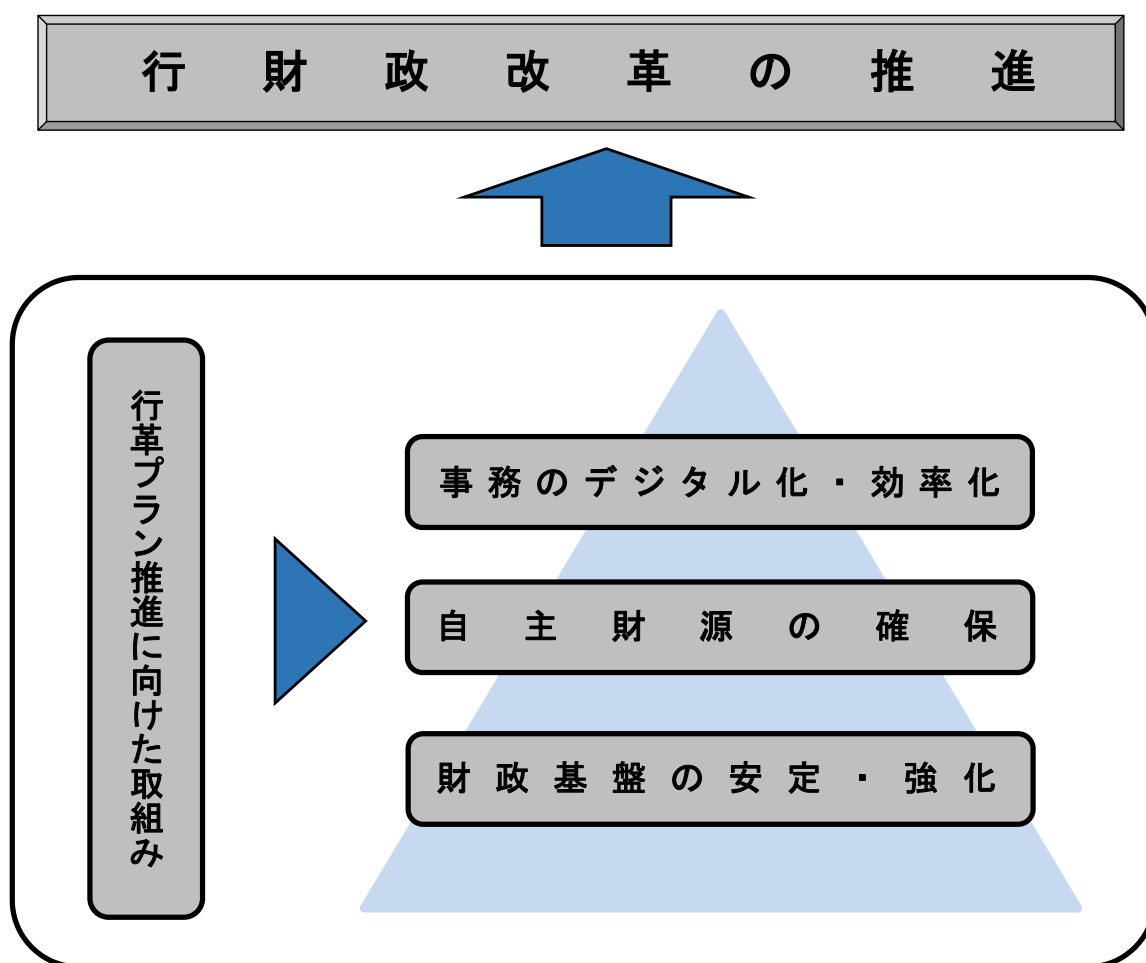 行財政改革の推進
行革プラン推進に向けた取組み
事務のデジタル化・効率化
自主財源の確保
財政基盤の安定・強化